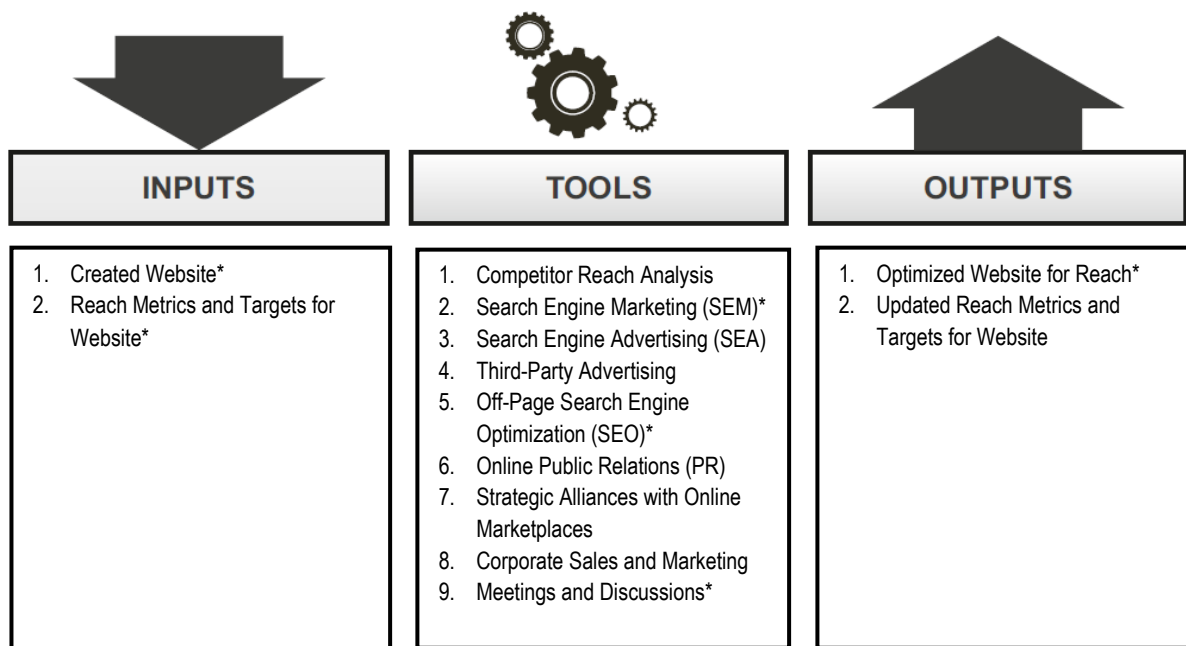 INPUTS
1. Created Website*
2. Reach Metrics and Targets for
Website*
TOOLS
1. Competitor Reach Analysis
2. Search Engine Marketing (SEM)*
3. Search Engine Advertising (SEA)
4. Third-Party Advertising
5. Off-Page Search Engine
Optimization (SEO)*
6. Online Public Relations (PR)
7. Strategic Alliances with Online
Marketplaces
8. Corporate Sales and Marketing
9. Meetings and Discussions*
OUTPUTS
1. Optimized Website for Reach*
2. Updated Reach Metrics and
Targets for Website